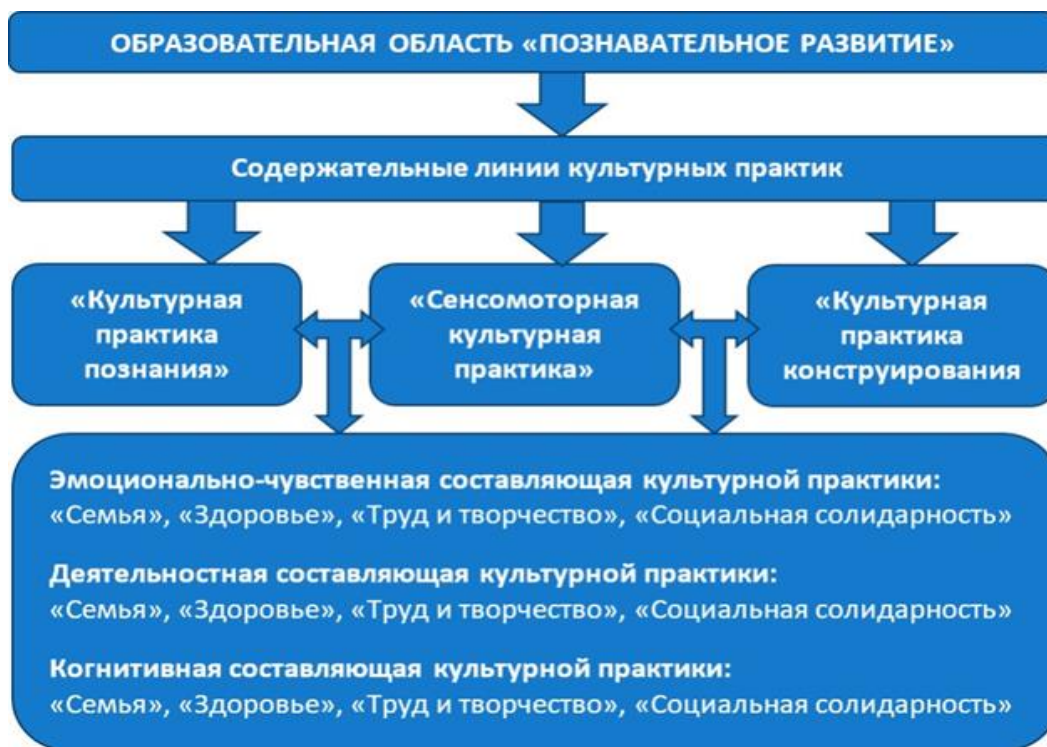 ОБРАЗОВАТЕЛЬНАЯ ОБЛАСТЬ «ПОЗНАВАТЕЛЬНОЕ РАЗВИТИЕ»
Содержательные линии культурных практик
«Культурная
практика
познания»
«Сенсомоторная
культурная
практика»
«Культурная
практика
конструирования
Эмоционально-чувственная составляющая культурной практики:
«Семья», «Здоровье», «Труд и творчество», «Социальная солидарность»
Деятельностная составляющая культурной практики:
«Семья», «Здоровье», «Труд и творчество», «Социальная солидарность»
Когнитивная составляющая культурной практики:
«Семья», «Здоровье», «Труд и творчество», «Социальная солидарность»